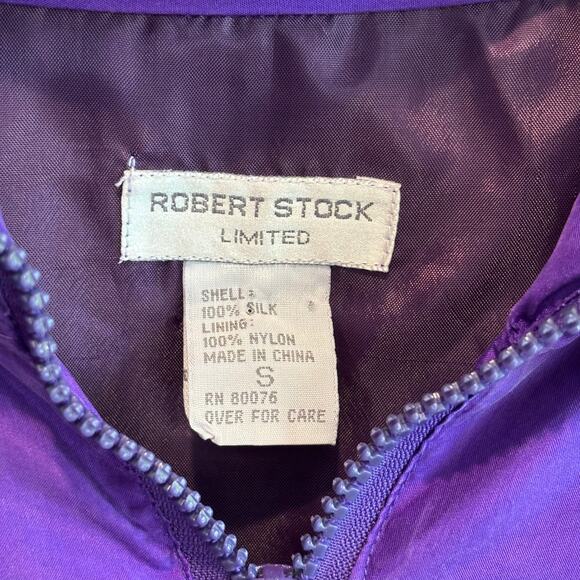 ROBERT STOCK
LIMITED
SHELL:
100% SILK
LINING:
100% NYLON
MADE IN CHINA
S
RN 80076
OVER FOR CARE